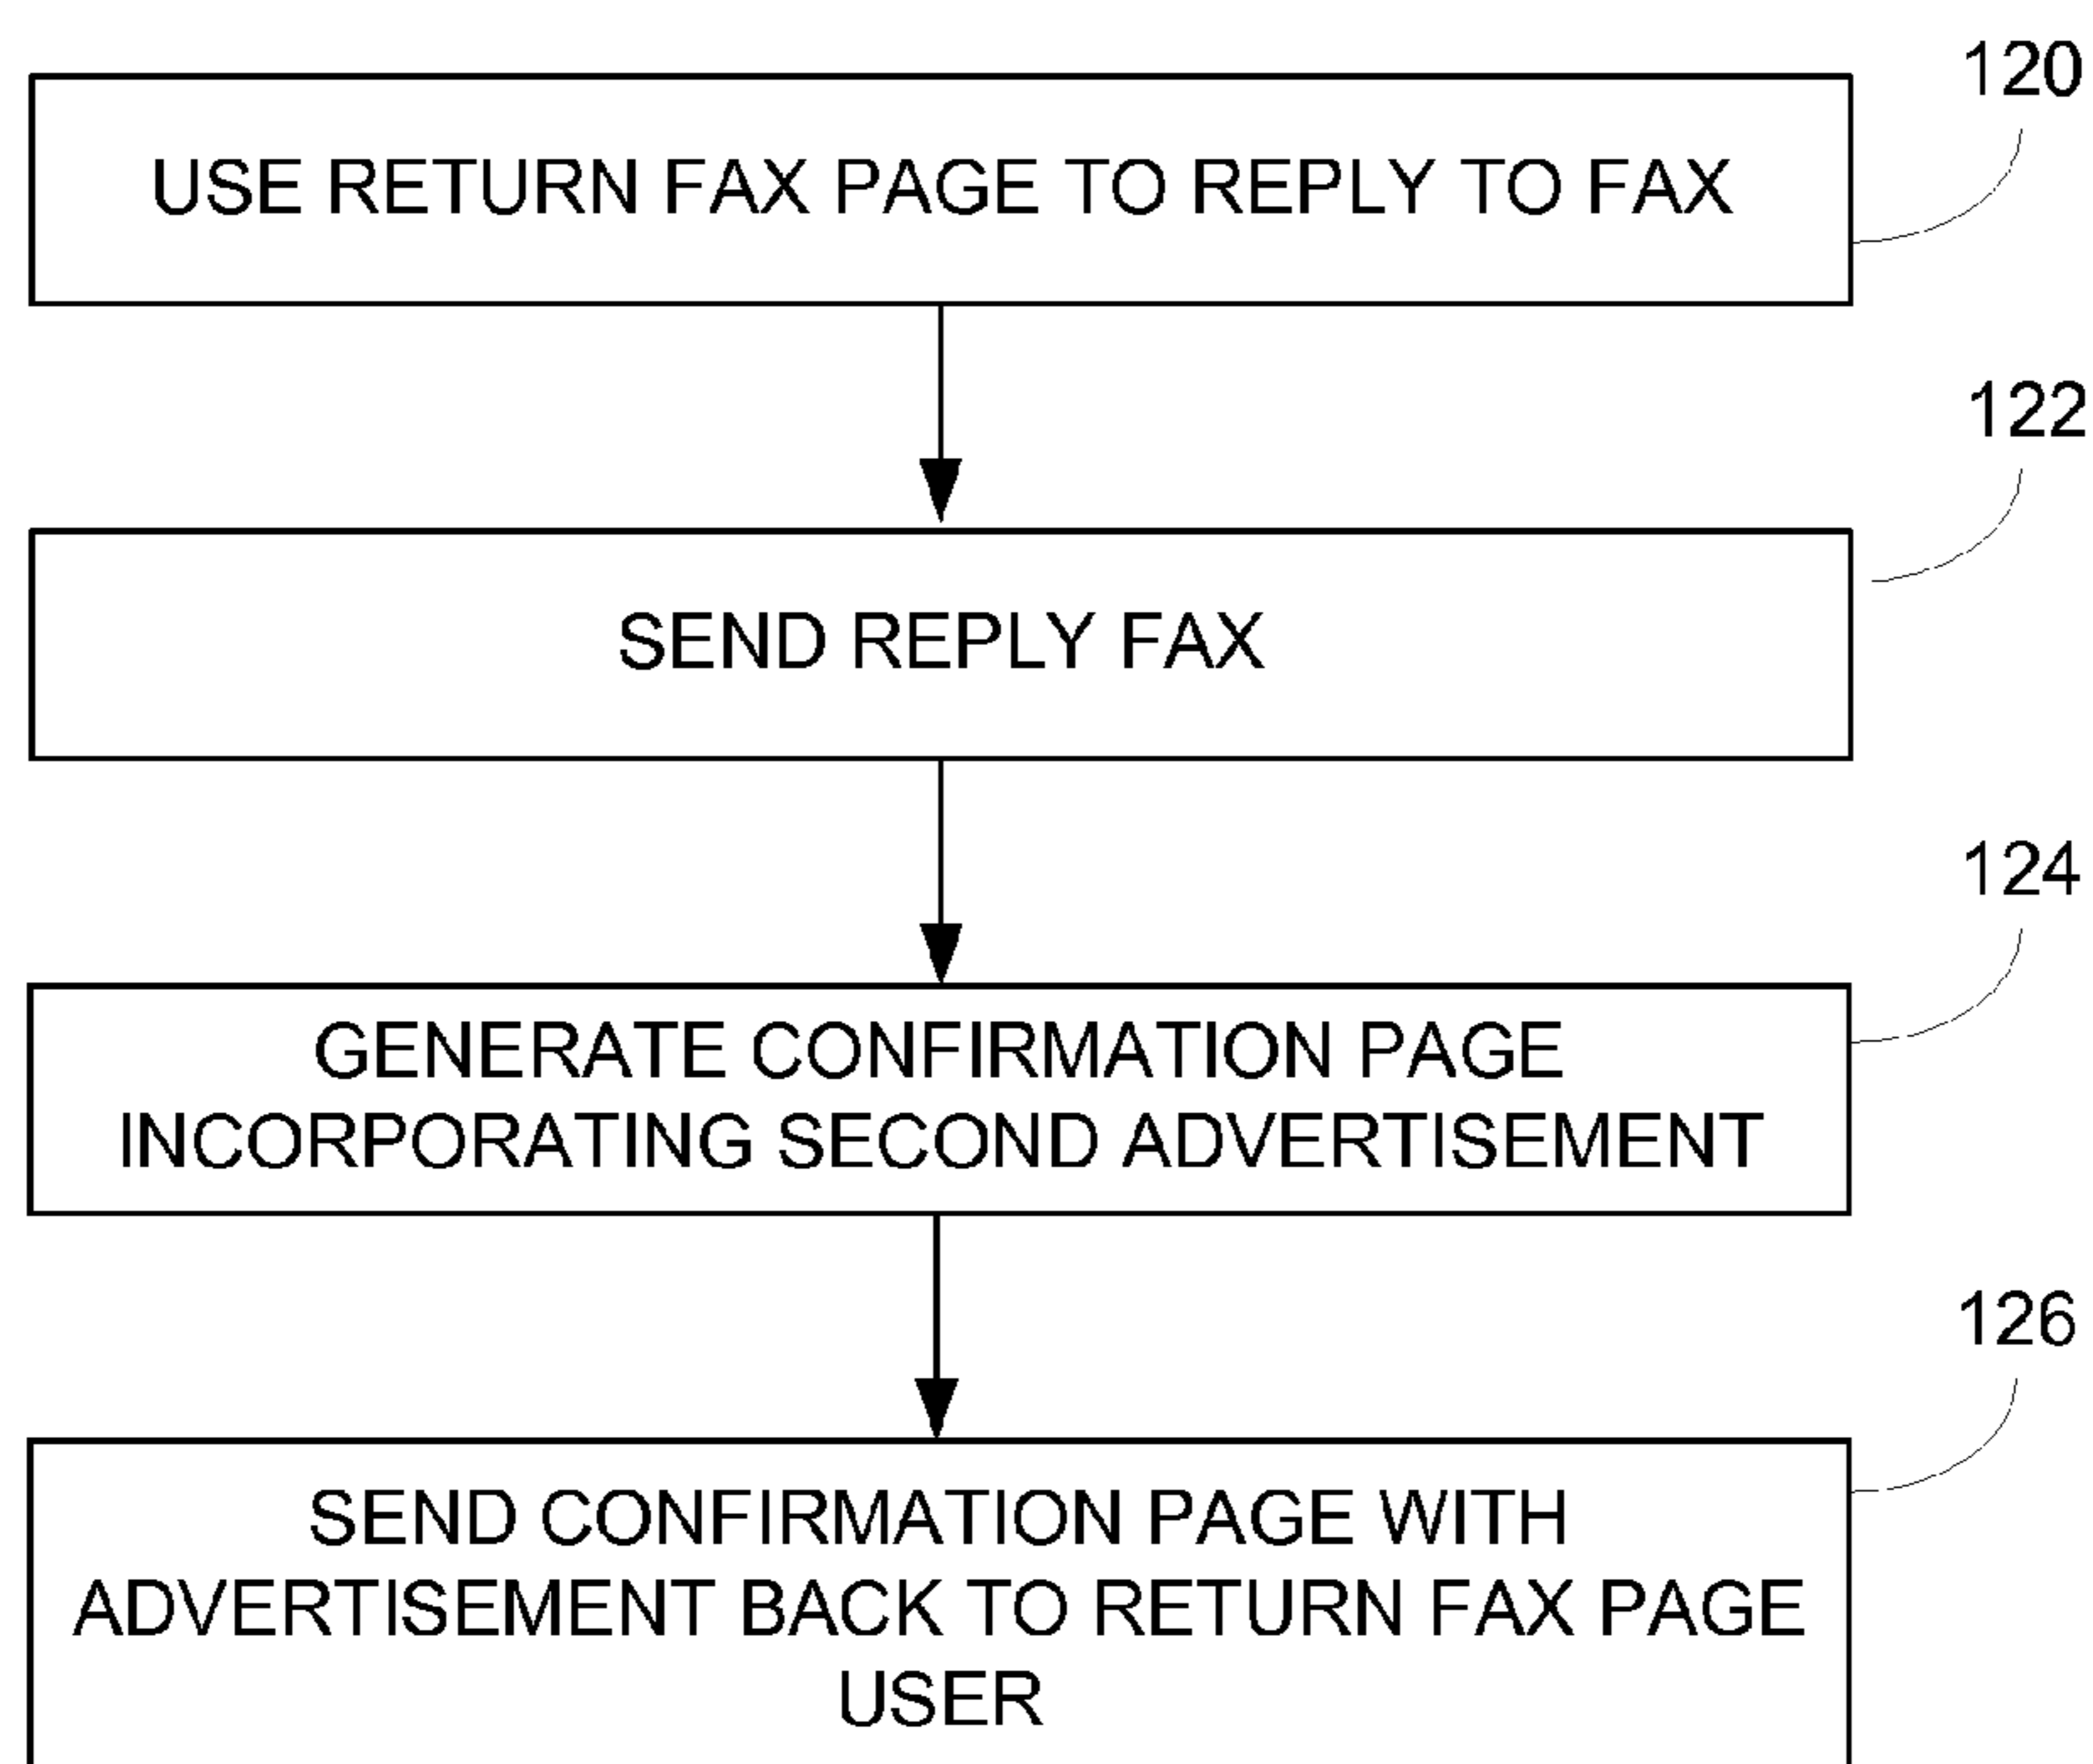 120
USE RETURN FAX PAGE TO REPLY TO FAX
122
SEND REPLY FAX
124
GENERATE CONFIRMATION PAGE
INCORPORATING SECOND ADVERTISEMENT
126
SEND CONFIRMATION PAGE WITH
ADVERTISEMENT BACK TO RETURN FAX PAGE
USER